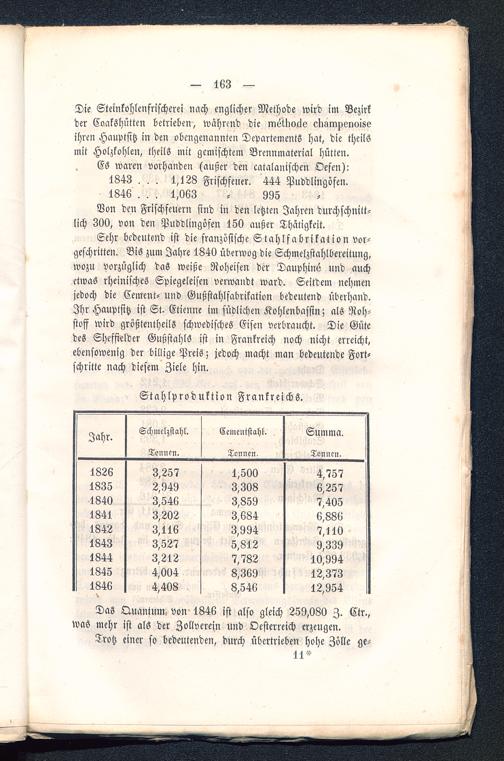 — 163 —
Die Steinkohlenfrischerei nach englischer Methode wird im Bezirk
der Coakshütten betrieben, während die méthode champenoise
ihren Hauptsitz in den obengenannten Departements hat, die theils
mit Holzkohlen, theils mit gemischtem Brennmaterial hütten.
Es waren vorhanden (außer den catalanischen Oefen):
1843 . . . 1,128 Frischfeuer. 444 Puddlingöfen.
1846 . . . 1,063 „ 995 „
Von den Frischfeuern sind in den letzten Jahren durchschnitt-
lich 300, von den Puddlingöfen 150 außer Thätigkeit.
Sehr bedeutend ist die französische Stahlfabrikation vor-
geschritten. Bis zum Jahre 1840 überwog die Schmelzstahlbereitung,
wozu vorzüglich das weiße Roheisen der Dauphiné und auch
etwas rheinisches Spiegeleisen verwandt ward. Seitdem nehmen
jedoch die Cement- und Gußstahlfabrikation bedeutend überhand.
Ihr Hauptsitz ist St. Etienne im südlichen Kohlenbassin; als Roh-
stoff wird größtentheils schwedisches Eisen verbraucht. Die Güte
des Sheffielder Gußstahls ist in Frankreich noch nicht erreicht,
ebensowenig der billige Preis; jedoch macht man bedeutende Fort-
schritte nach diesem Ziele hin.
Stahlproduktion Frankreichs.
Jahr. Schmelzstahl. Cementstahl. Summa.
Tonnen. Tonnen. Tonnen.
1826 3,257 1,500 4,757
1835 2,949 3,308 6,257
1840 3,546 3,859 7,405
1841 3,202 3,684 6,886
1842 3,116 3,994 7,110
1843 3,527 5,812 9,339
1844 3,212 7,782 10,994
1845 4,004 8,369 12,373
1846 4,408 8,546 12,954
Das Quantum von 1846 ist also gleich 259,080 Z. Ctr.,
was mehr ist als der Zollverein und Oesterreich erzeugen.
Trotz einer so bedeutenden, durch übertrieben hohe Zölle ge-
11*